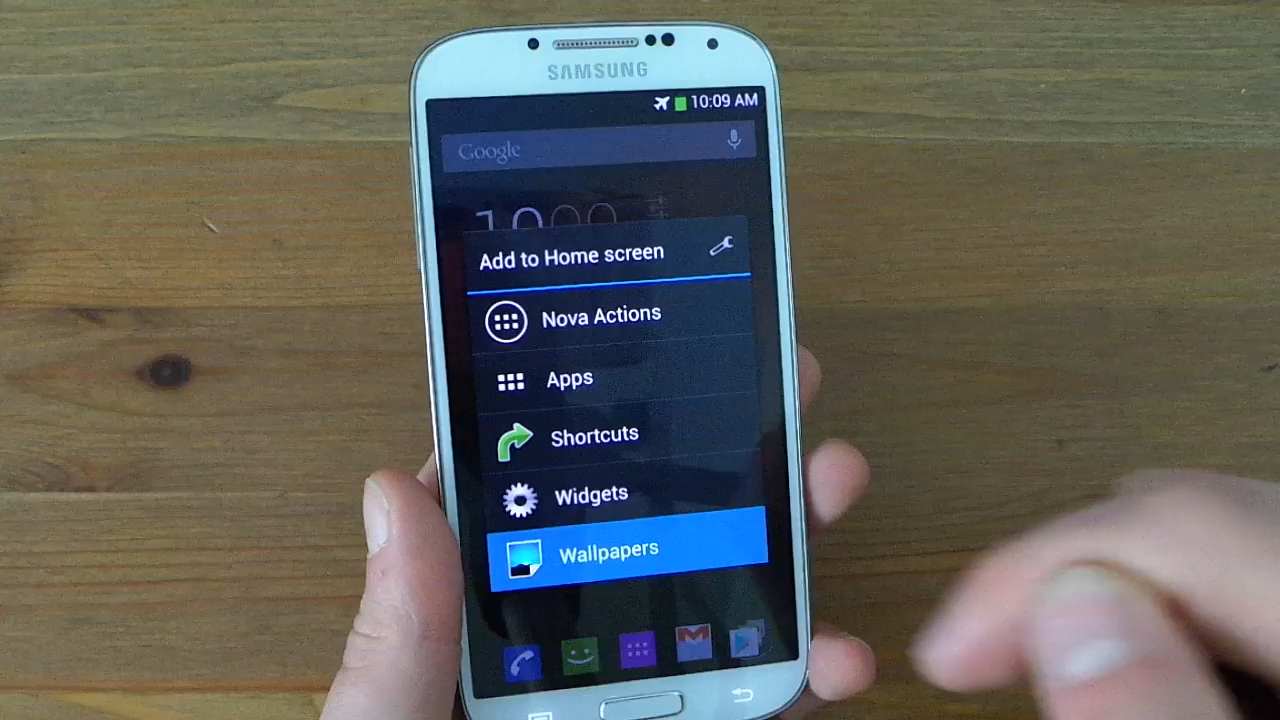 SAMSUNG
10:09 AM
Google
Add to Home screen
Nova Actions
Apps
Shortcuts
Widgets
Wallpapers